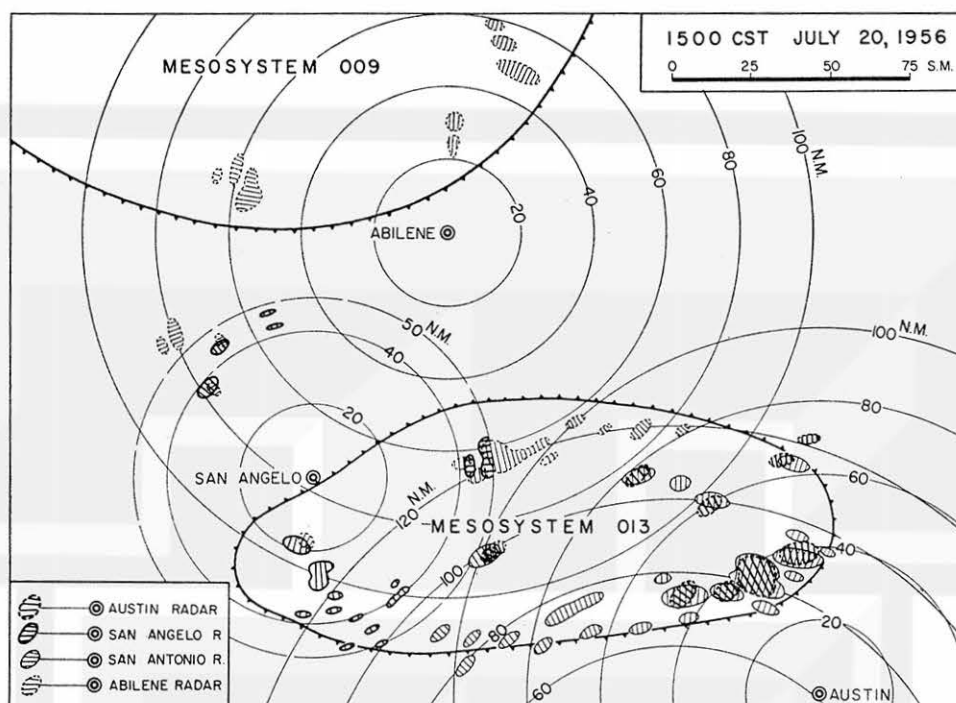 1500 CST JULY 20, 1956
0 25 50 75 S.M.
MESOSYSTEM 009
100 N.M.
80
60
40
20
ABILENE
50 N.M.
40
20
100 N.M.
80
60
40
20
SAN ANGELO
120 N.M.
MESOSYSTEM 013
100
80
60
AUSTIN RADAR
SAN ANGELO R
SAN ANTONIO R.
ABILENE RADAR
AUSTIN